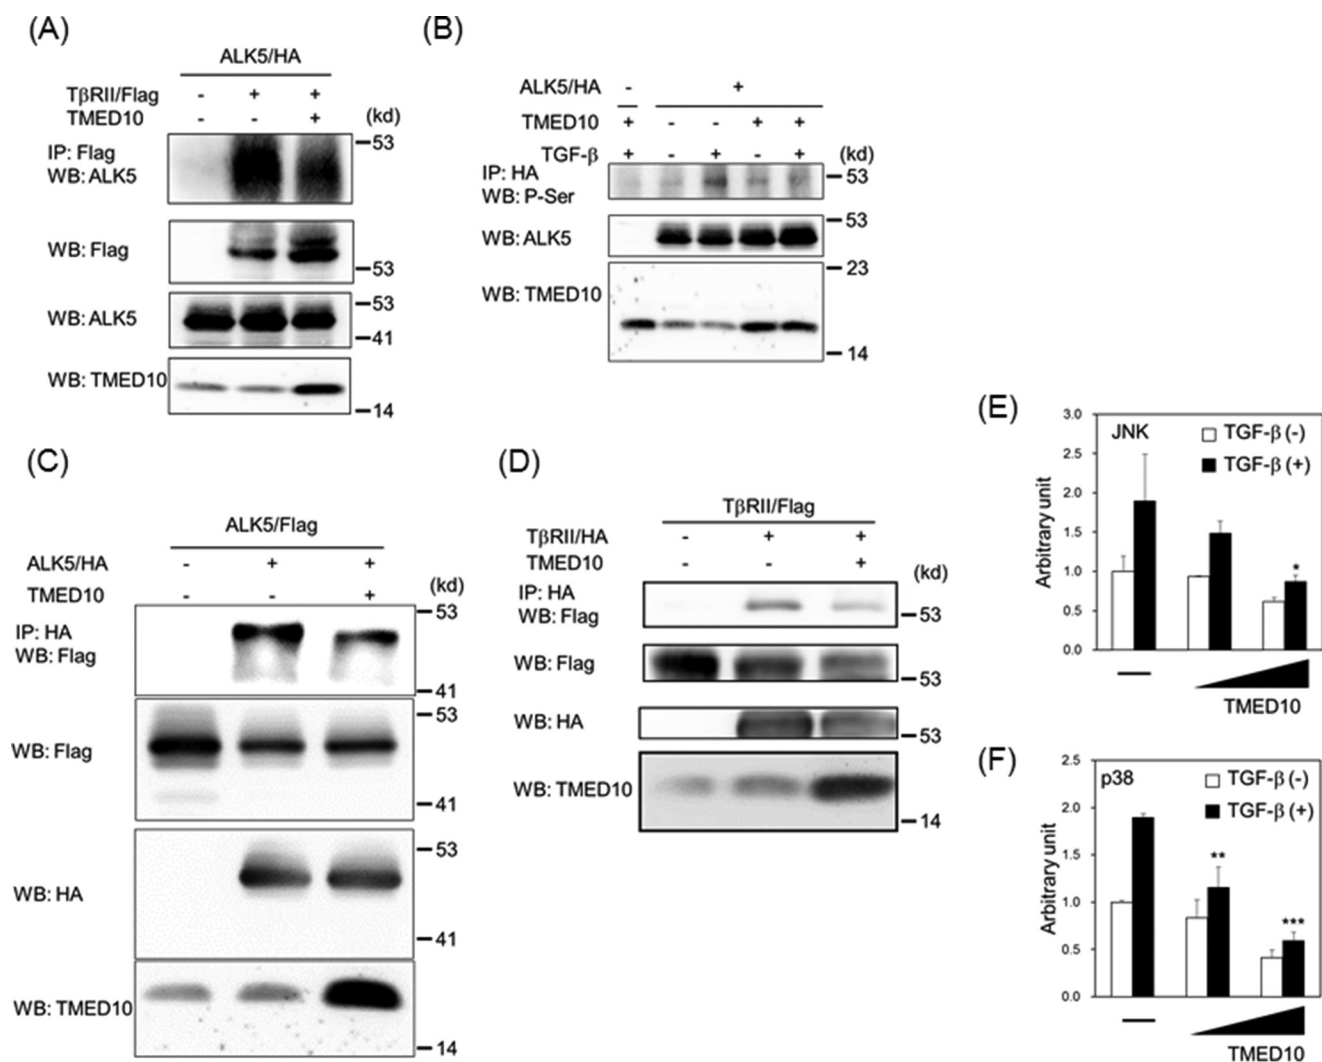 (A)
ALK5/HA
TβRII/Flag - + +
TMED10 - - + (kd)
IP: Flag
WB: ALK5
53
WB: Flag
53
WB: ALK5
53
41
WB: TMED10
14
(B)
ALK5/HA - +
TMED10 + - - + +
TGF-β + - + - + (kd)
IP: HA
WB: P-Ser
53
WB: ALK5
53
WB: TMED10
23
14
(C)
ALK5/Flag
ALK5/HA - + +
TMED10 - - + (kd)
IP: HA
WB: Flag
53
41
WB: Flag
53
41
WB: HA
53
41
WB: TMED10
14
(D)
TβRII/Flag
TβRII/HA - + +
TMED10 - - + (kd)
IP: HA
WB: Flag
53
WB: Flag
53
WB: HA
53
WB: TMED10
14
(E)
JNK
TGF-β (-)
TGF-β (+)
Arbitrary unit
3.0
2.5
2.0
1.5
1.0
0.5
0.0
*
TMED10
(F)
p38
TGF-β (-)
TGF-β (+)
Arbitrary unit
2.5
2.0
1.5
1.0
0.5
0.0
**
***
TMED10